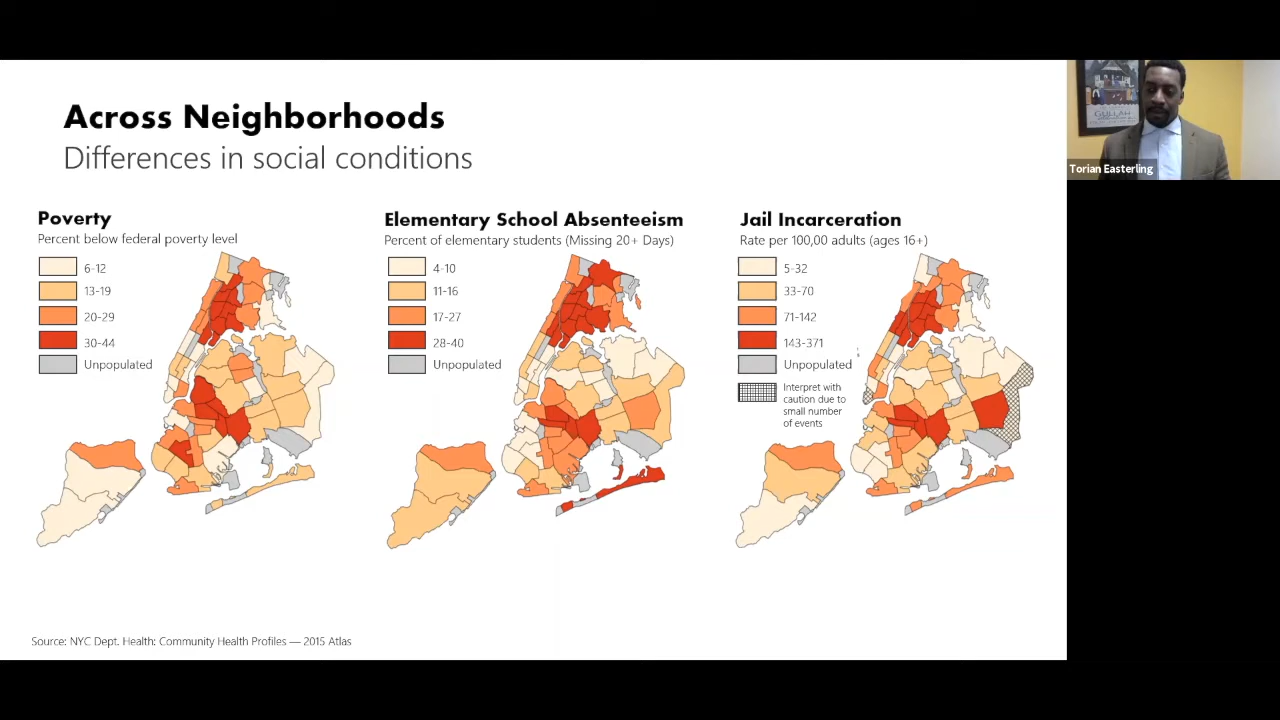 Across Neighborhoods
Differences in social conditions
Poverty
Percent below federal poverty level
6-12
13-19
20-29
30-44
Unpopulated
Elementary School Absenteeism
Percent of elementary students (Missing 20+ Days)
4-10
11-16
17-27
28-40
Unpopulated
Jail Incarceration
Rate per 100,00 adults (ages 16+)
5-32
33-70
71-142
143-371
Unpopulated
Interpret with
caution due to
small number
of events
Source: NYC Dept. Health: Community Health Profiles — 2015 Atlas
GULLAH
Torian Easterling